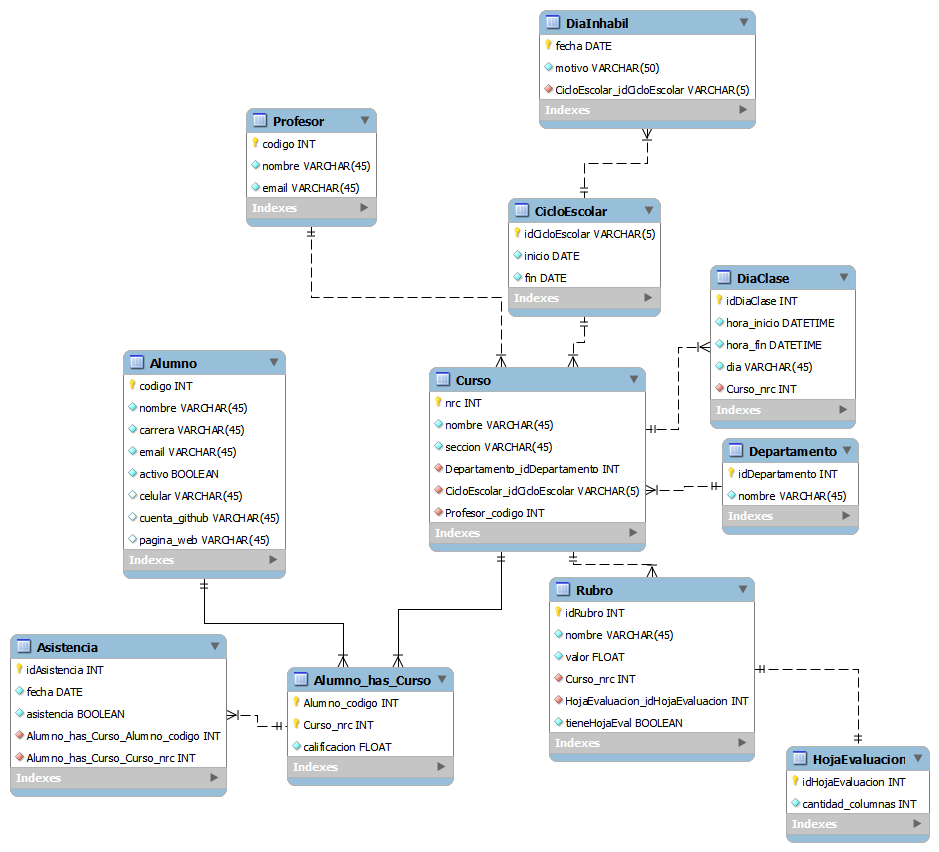 DiaInhabil
fecha DATE
motivo VARCHAR(50)
CicloEscolar_idCicloEscolar VARCHAR(5)
Indexes
Profesor
codigo INT
nombre VARCHAR(45)
email VARCHAR(45)
Indexes
CicloEscolar
idCicloEscolar VARCHAR(5)
inicio DATE
fin DATE
Indexes
DiaClase
idDiaClase INT
hora_inicio DATETIME
hora_fin DATETIME
dia VARCHAR(45)
Curso_nrc INT
Indexes
Alumno
codigo INT
nombre VARCHAR(45)
carrera VARCHAR(45)
email VARCHAR(45)
activo BOOLEAN
celular VARCHAR(45)
cuenta_github VARCHAR(45)
pagina_web VARCHAR(45)
Indexes
Curso
nrc INT
nombre VARCHAR(45)
seccion VARCHAR(45)
Departamento_idDepartamento INT
CicloEscolar_idCicloEscolar VARCHAR(5)
Profesor_codigo INT
Indexes
Departamento
idDepartamento INT
nombre VARCHAR(45)
Indexes
Rubro
idRubro INT
nombre VARCHAR(45)
valor FLOAT
Curso_nrc INT
HojaEvaluacion_idHojaEvaluacion INT
tieneHojaEval BOOLEAN
Indexes
Asistencia
idAsistencia INT
fecha DATE
asistencia BOOLEAN
Alumno_has_Curso_Alumno_codigo INT
Alumno_has_Curso_Curso_nrc INT
Indexes
Alumno_has_Curso
Alumno_codigo INT
Curso_nrc INT
calificacion FLOAT
Indexes
HojaEvaluacion
idHojaEvaluacion INT
cantidad_columnas INT
Indexes